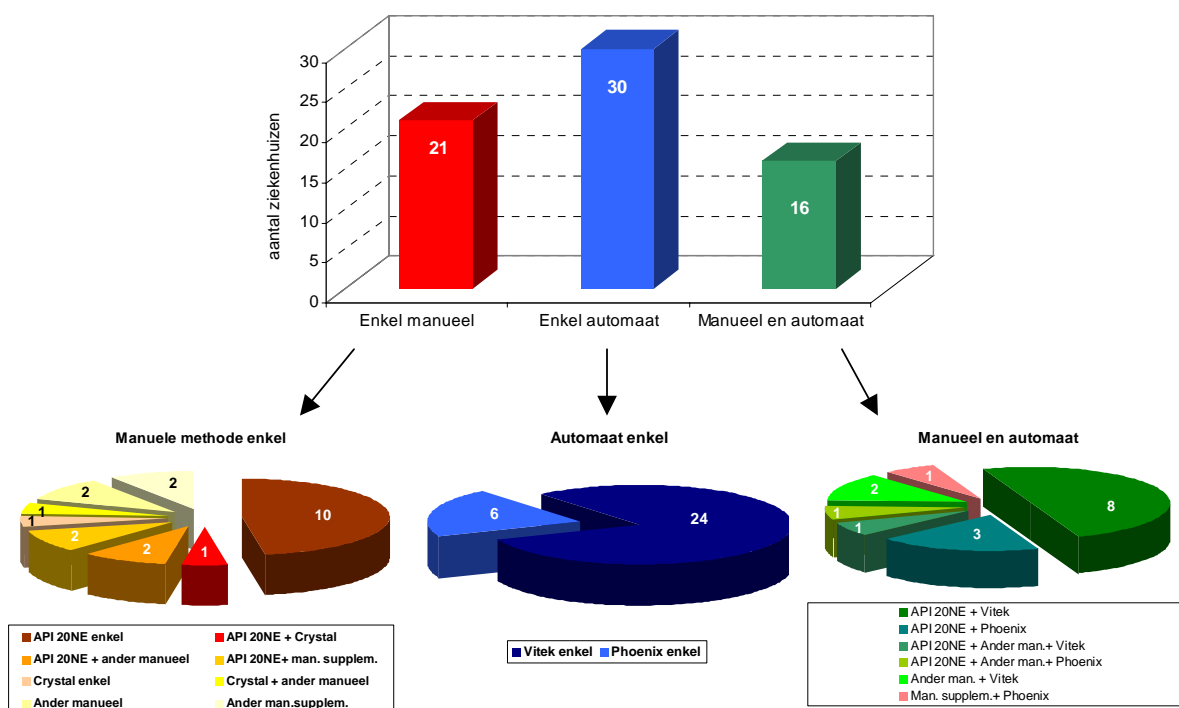 30
25
20
15
10
5
0
aantal ziekenhuizen
21
30
16
Enkel manueel
Enkel automaat
Manueel en automaat
Manuele methode enkel
10
1
2
2
1
1
2
2
API 20NE enkel
API 20NE + Crystal
API 20NE + ander manueel
API 20NE+ man. supplem.
Crystal enkel
Crystal + ander manueel
Ander manueel
Ander man.supplem.
Automaat enkel
6
24
Vitek enkel
Phoenix enkel
Manueel en automaat
8
3
1
1
2
1
API 20NE + Vitek
API 20NE + Phoenix
API 20NE + Ander man.+ Vitek
API 20NE + Ander man.+ Phoenix
Ander man. + Vitek
Man. supplem.+ Phoenix